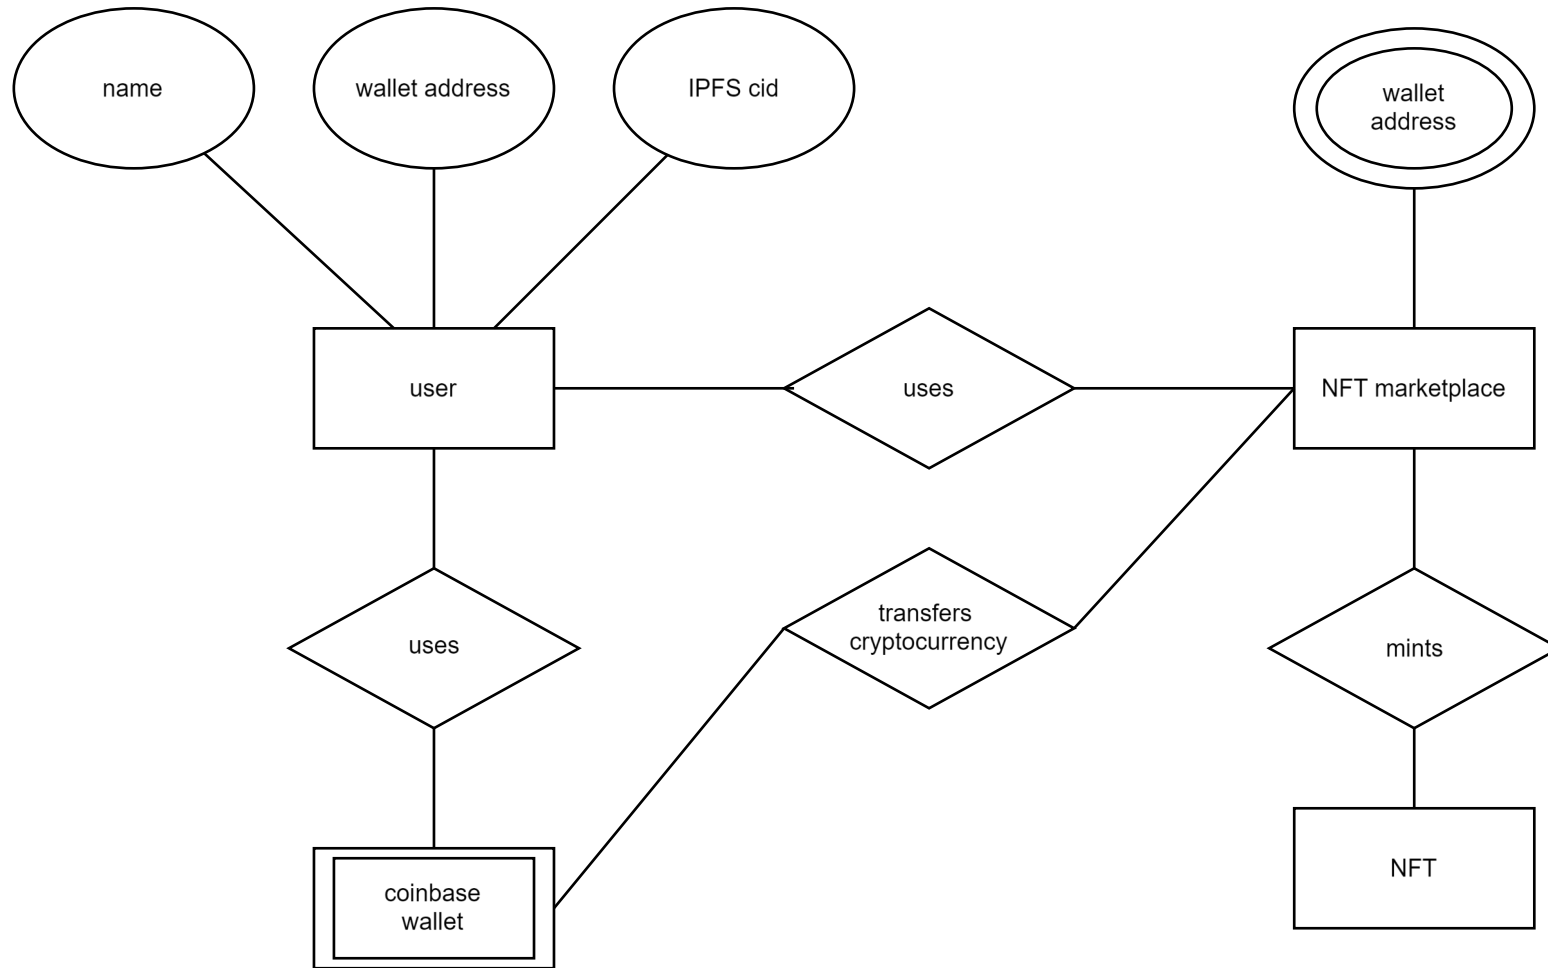 name
wallet address
IPFS cid
wallet
address
user
uses
NFT marketplace
uses
transfers
cryptocurrency
mints
coinbase
wallet
NFT